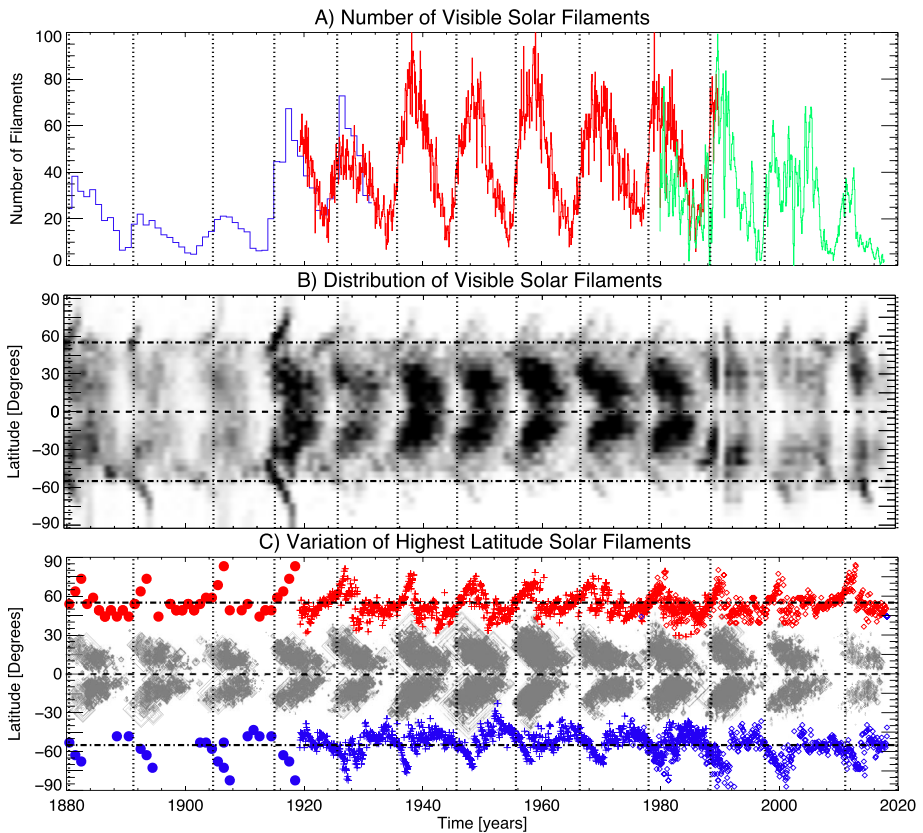 A) Number of Visible Solar Filaments
100
80
60
40
20
0
Number of Filaments
B) Distribution of Visible Solar Filaments
90
60
30
0
−30
−60
−90
Latitude [Degrees]
C) Variation of Highest Latitude Solar Filaments
90
60
30
0
−30
−60
−90
Latitude [Degrees]
1880 1900 1920 1940 1960 1980 2000 2020
Time [years]